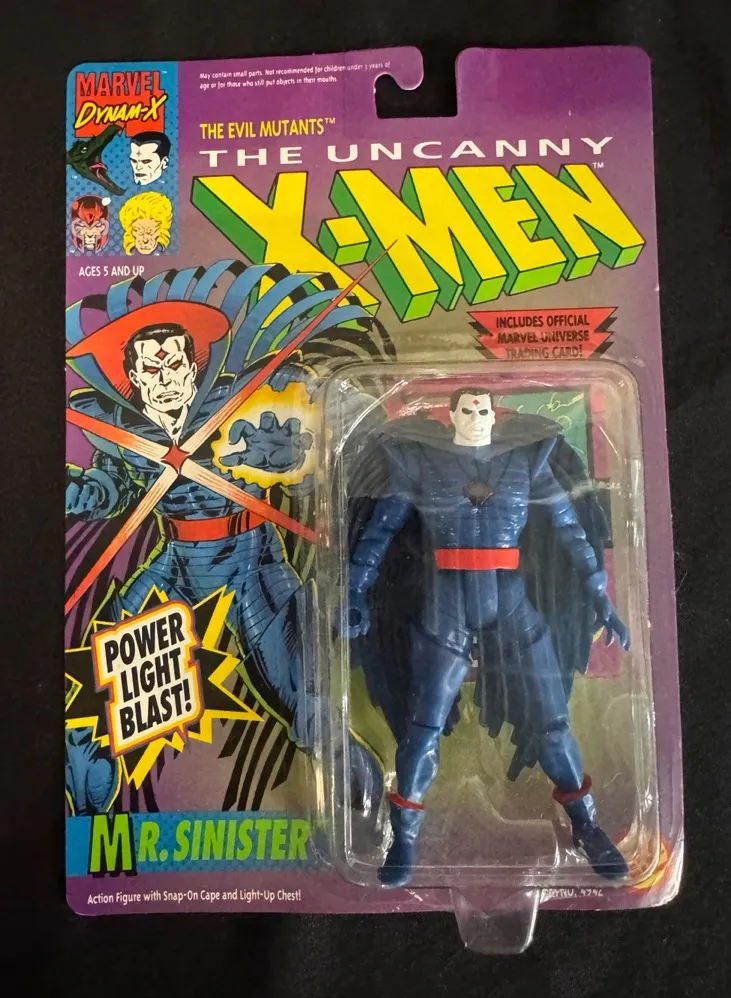 MARVEL
DYNAM-X
May contain small parts. Not recommended for children under 3 years of
age or for those who still put objects in their mouths.
THE EVIL MUTANTS™
THE UNCANNY
X-MEN™
AGES 5 AND UP
INCLUDES OFFICIAL
MARVEL UNIVERSE
TRADING CARD!
POWER
LIGHT
BLAST!
MR. SINISTER
Action Figure with Snap-On Cape and Light-Up Chest!